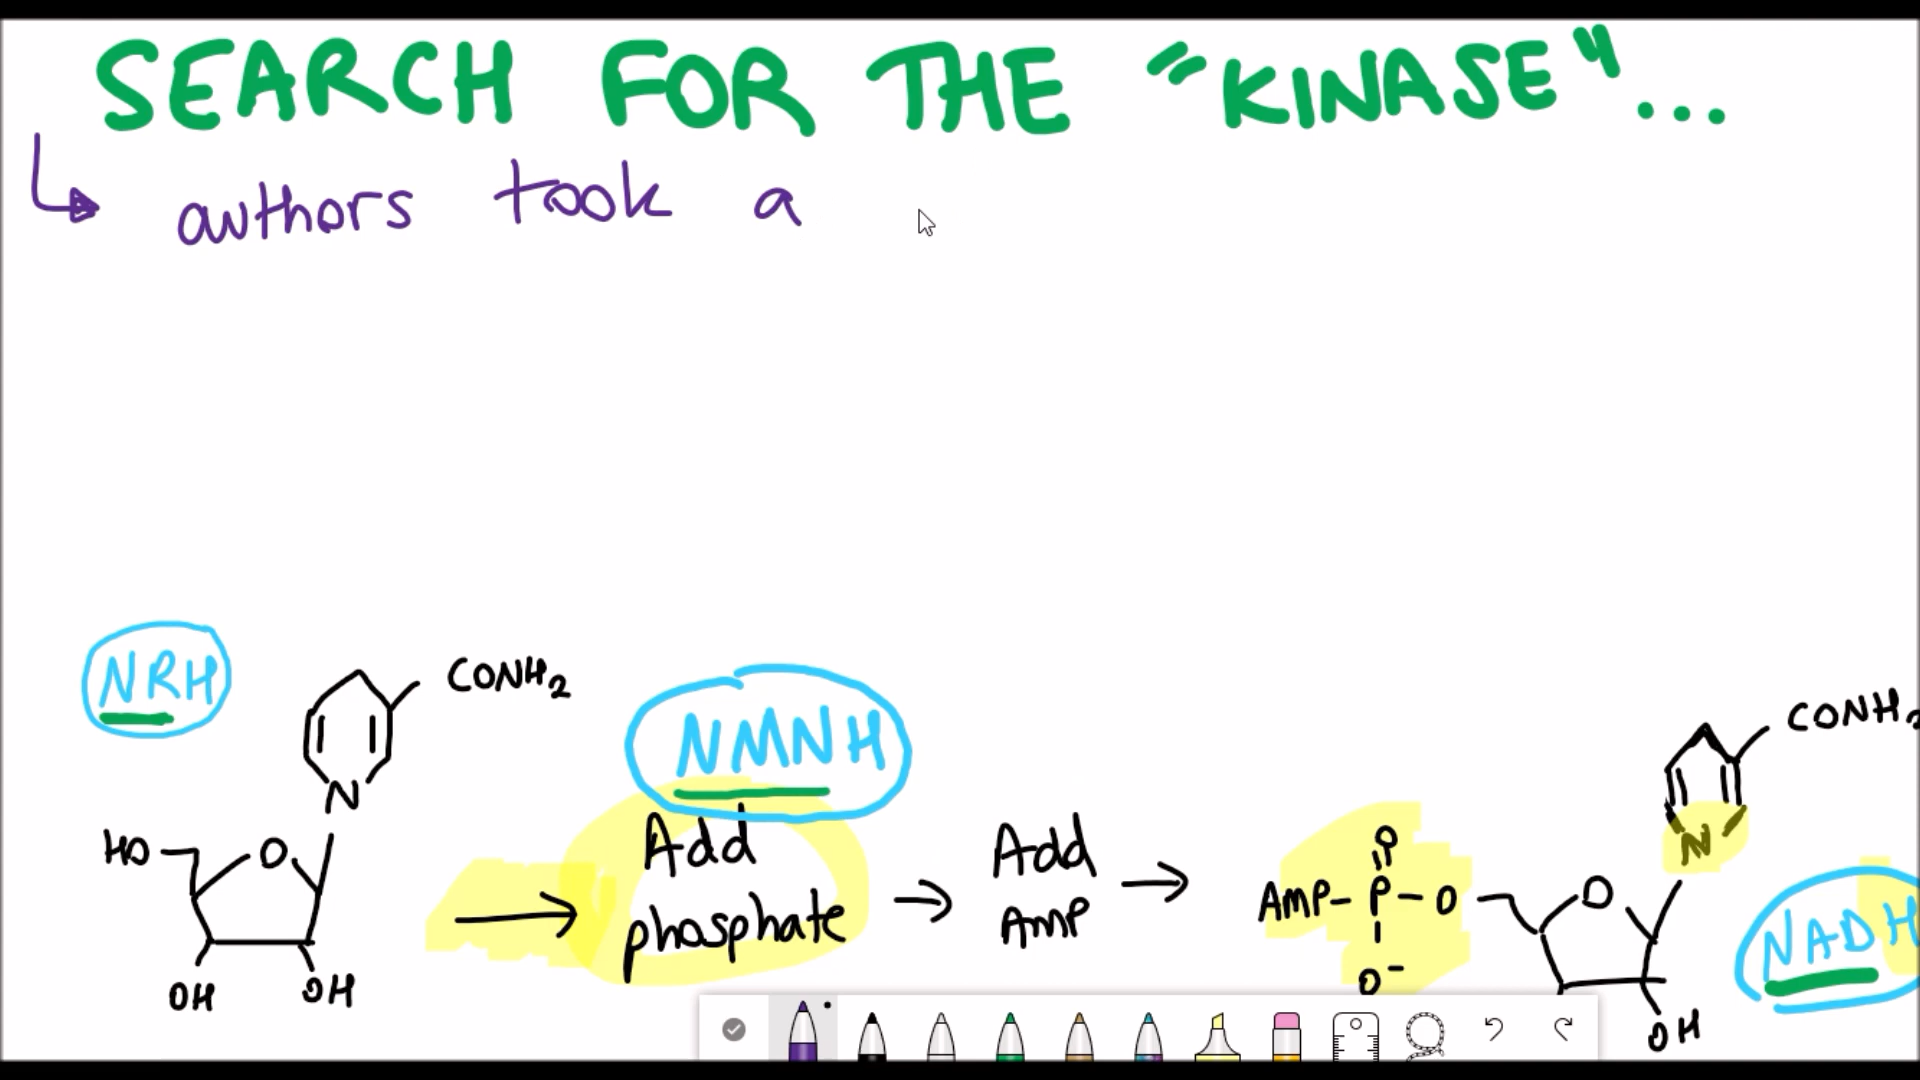 SEARCH FOR THE "KINASE"...
authors took a
NRH
CONH2
N
HO
O
OH
OH
NMNH
Add
phosphate
Add
AMP
CONH2
N
O
AMP-P-O
O-
O
NADH
OH